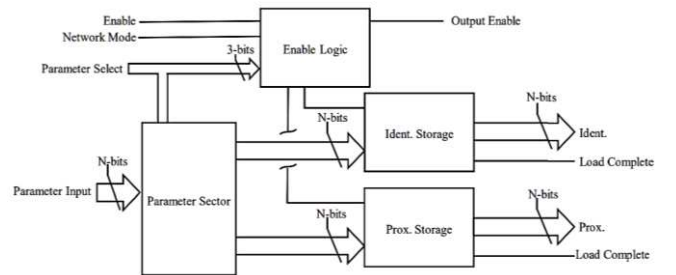 Enable
Network Mode
Parameter Select
3-bits
Enable Logic
Output Enable
N-bits
Parameter Input
Parameter Sector
N-bits
Ident. Storage
N-bits
Ident.
Load Complete
N-bits
Prox. Storage
N-bits
Prox.
Load Complete